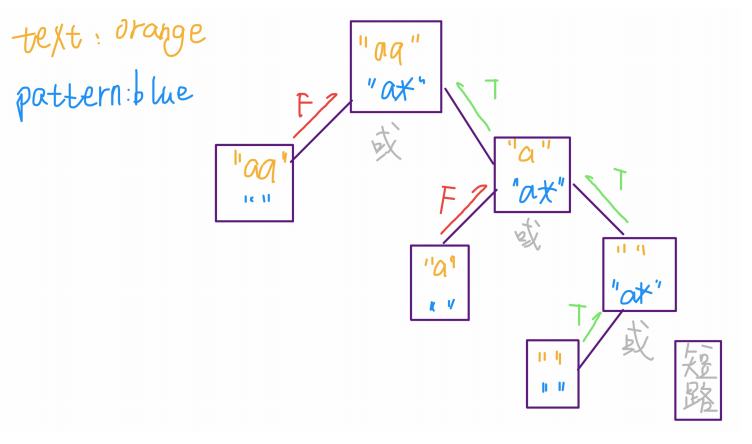 text: orange
pattern:blue
"aa"
"a*"
或
F
T
"aa"
""
"a"
"a*"
或
F
T
"a"
""
""
"a*"
或
T
""
""
短
路